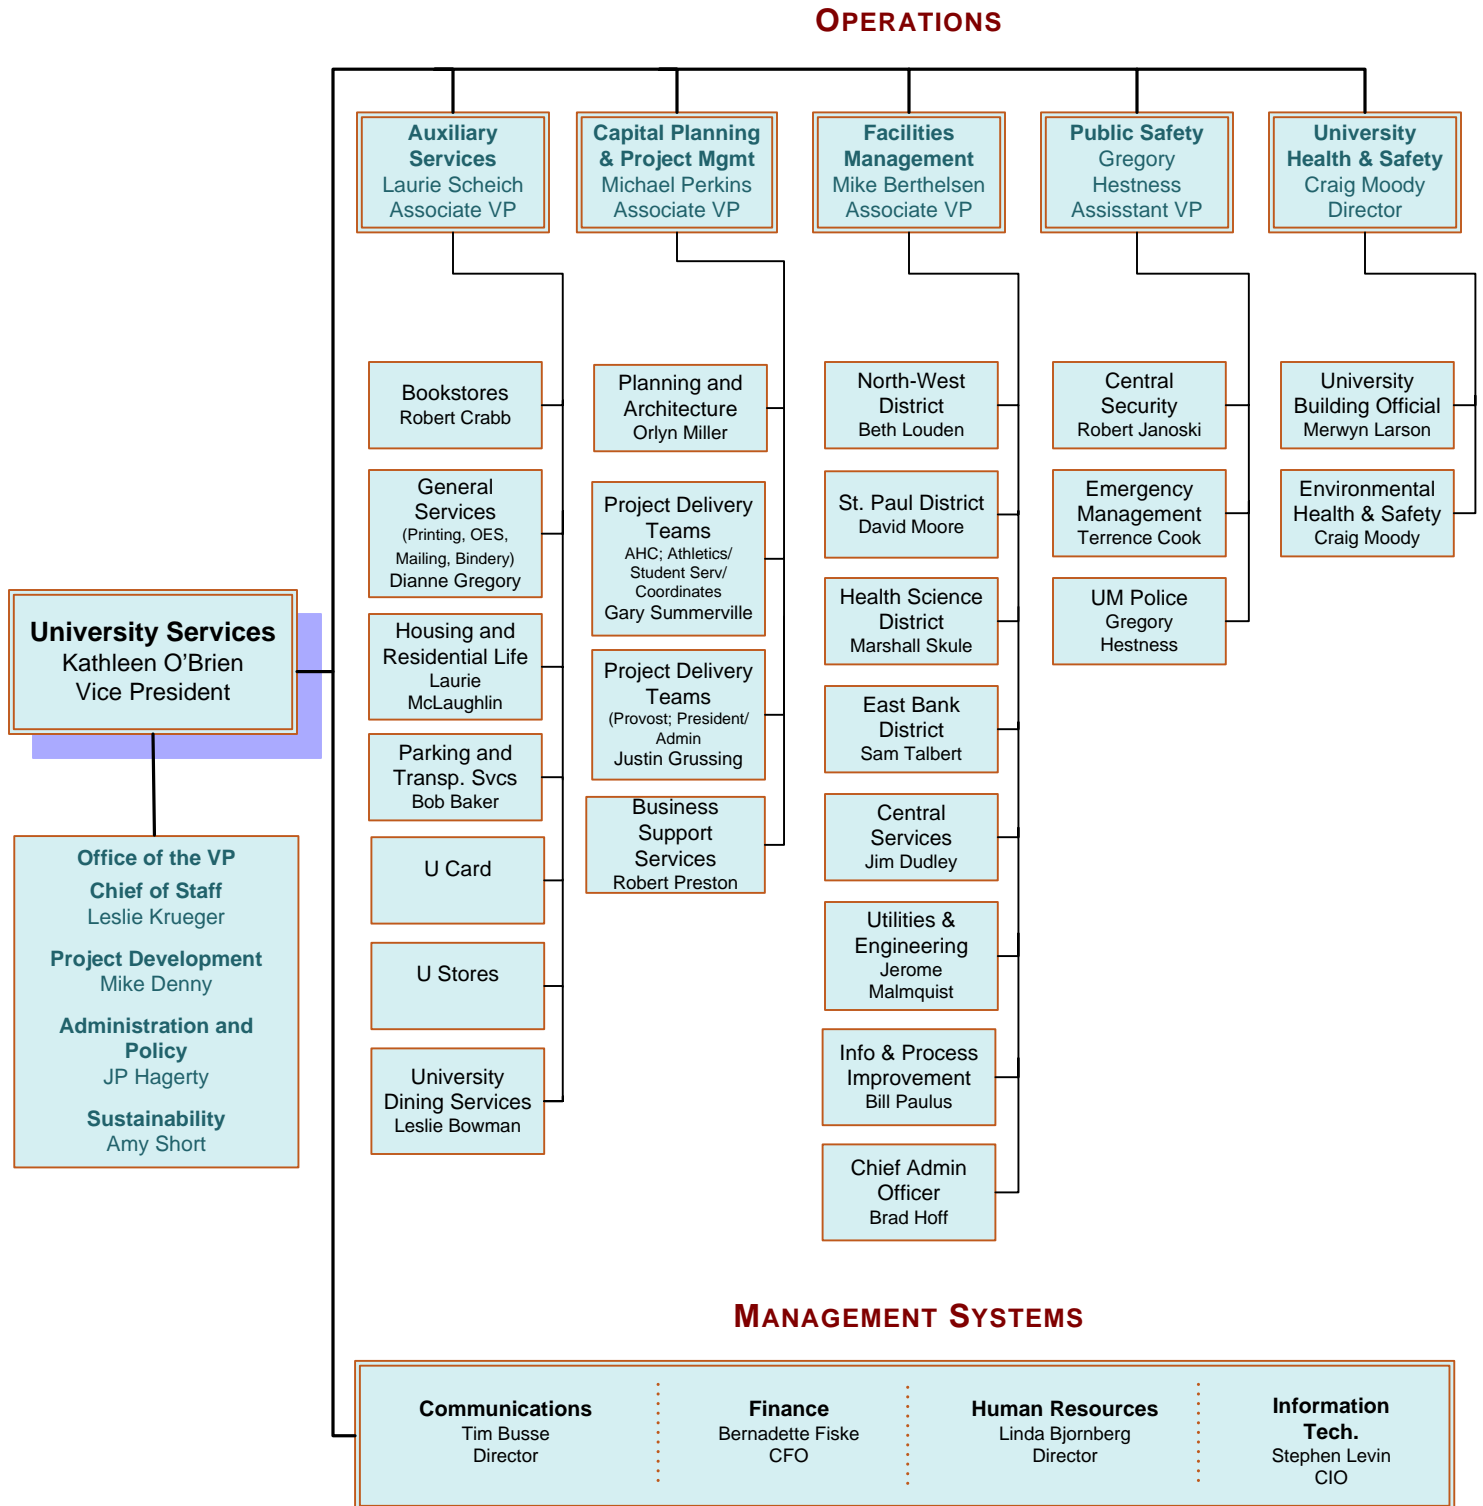 OPERATIONS
Auxiliary
Services
Laurie Scheich
Associate VP
Capital Planning
& Project Mgmt
Michael Perkins
Associate VP
Facilities
Management
Mike Berthelsen
Associate VP
Public Safety
Gregory
Hestness
Assisstant VP
University
Health & Safety
Craig Moody
Director
Bookstores
Robert Crabb
General
Services
(Printing, OES,
Mailing, Bindery)
Dianne Gregory
Housing and
Residential Life
Laurie
McLaughlin
Parking and
Transp. Svcs
Bob Baker
U Card
U Stores
University
Dining Services
Leslie Bowman
Planning and
Architecture
Orlyn Miller
Project Delivery
Teams
AHC; Athletics/
Student Serv/
Coordinates
Gary Summerville
Project Delivery
Teams
(Provost; President/
Admin
Justin Grussing
Business
Support
Services
Robert Preston
North-West
District
Beth Louden
St. Paul District
David Moore
Health Science
District
Marshall Skule
East Bank
District
Sam Talbert
Central
Services
Jim Dudley
Utilities &
Engineering
Jerome
Malmquist
Info & Process
Improvement
Bill Paulus
Chief Admin
Officer
Brad Hoff
Central
Security
Robert Janoski
Emergency
Management
Terrence Cook
UM Police
Gregory
Hestness
University
Building Official
Merwyn Larson
Environmental
Health & Safety
Craig Moody
University Services
Kathleen O’Brien
Vice President
Office of the VP
Chief of Staff
Leslie Krueger
Project Development
Mike Denny
Administration and
Policy
JP Hagerty
Sustainability
Amy Short
MANAGEMENT SYSTEMS
Communications
Tim Busse
Director
Finance
Bernadette Fiske
CFO
Human Resources
Linda Bjornberg
Director
Information
Tech.
Stephen Levin
CIO